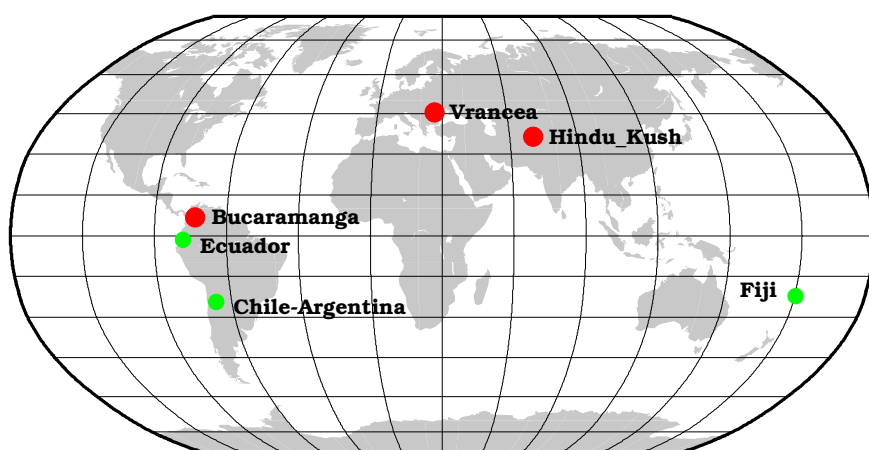 Vrancea
Hindu_Kush
Bucaramanga
Ecuador
Fiji
Chile-Argentina